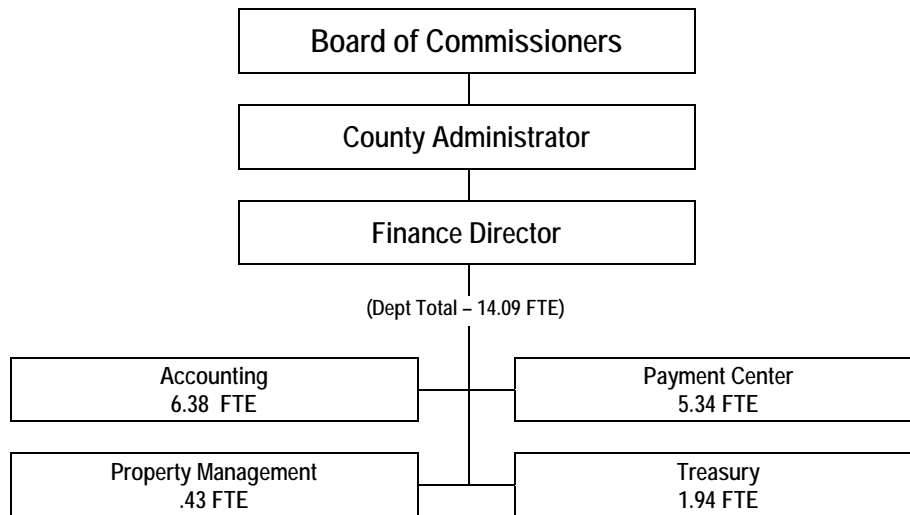 Board of Commissioners
County Administrator
Finance Director
(Dept Total – 14.09 FTE)
Accounting
6.38 FTE
Payment Center
5.34 FTE
Property Management
.43 FTE
Treasury
1.94 FTE